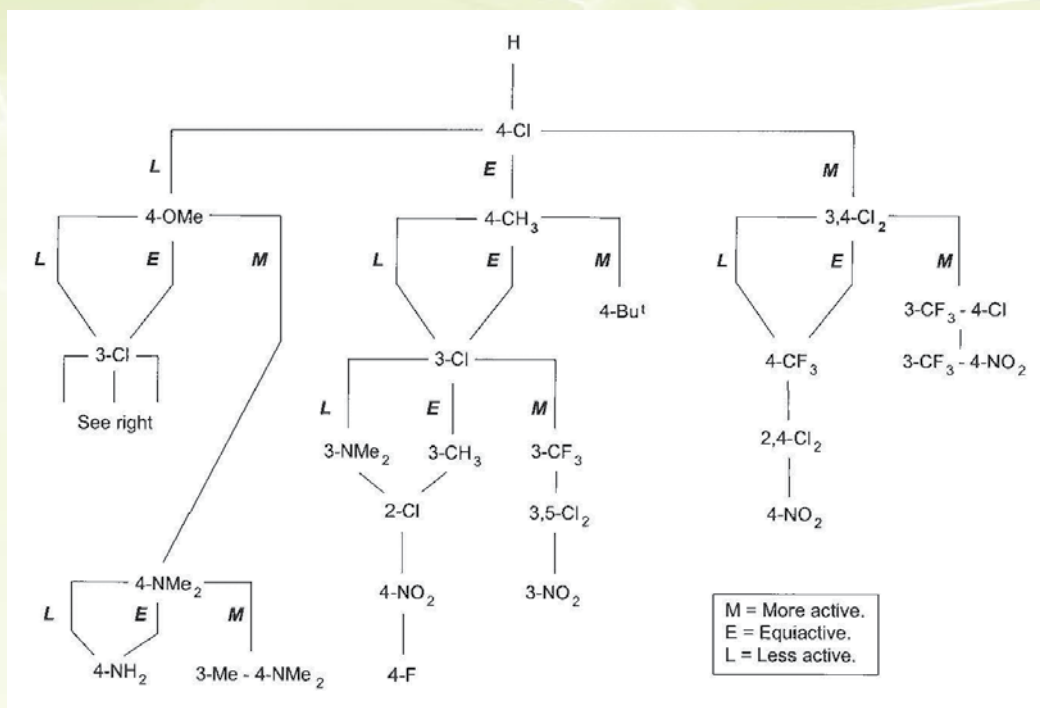 H
4-Cl
L E M
4-OMe 4-CH₃ 3,4-Cl₂
L E M L E M L E M
4-Buᵗ 3-CF₃ - 4-Cl
3-Cl 3-Cl 4-CF₃ 3-CF₃ - 4-NO₂
See right L E M
3-NMe₂ 3-CH₃ 3-CF₃ 2,4-Cl₂
2-Cl 3,5-Cl₂ 4-NO₂
4-NMe₂ 4-NO₂ 3-NO₂
L E M
4-NH₂ 3-Me - 4-NMe₂ 4-F
M = More active.
E = Equiactive.
L = Less active.